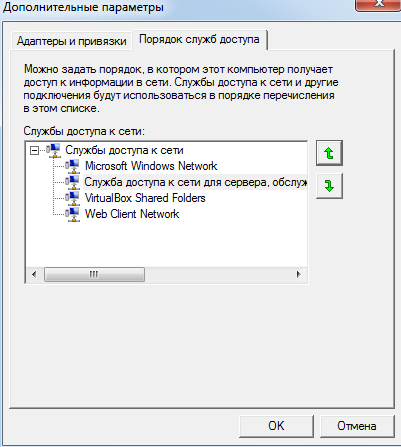 Дополнительные параметры
Адаптеры и привязки
Порядок служб доступа
Можно задать порядок, в котором этот компьютер получает
доступ к информации в сети. Службы доступа к сети и другие
подключения будут использоваться в порядке перечисления
в этом списке.
Службы доступа к сети:
Службы доступа к сети
Microsoft Windows Network
Служба доступа к сети для сервера, обслуж
VirtualBox Shared Folders
Web Client Network
OK
Отмена